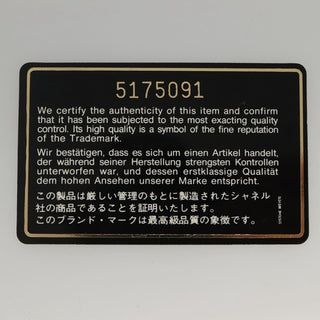 5175091
We certify the authenticity of this item and confirm
that it has been subjected to the most exacting quality
control. Its high quality is a symbol of the fine reputation
of the Trademark.
Wir bestätigen, dass es sich um einen Artikel handelt,
der während seiner Herstellung strengsten Kontrollen
unterworfen war, und dessen erstklassige Qualität
dem hohen Ansehen unserer Marke entspricht.
この製品は厳しい管理のもとに製造されたシャネル
社の商品であることを証明いたします。
このブランド・マークは最高級品質の象徴です。